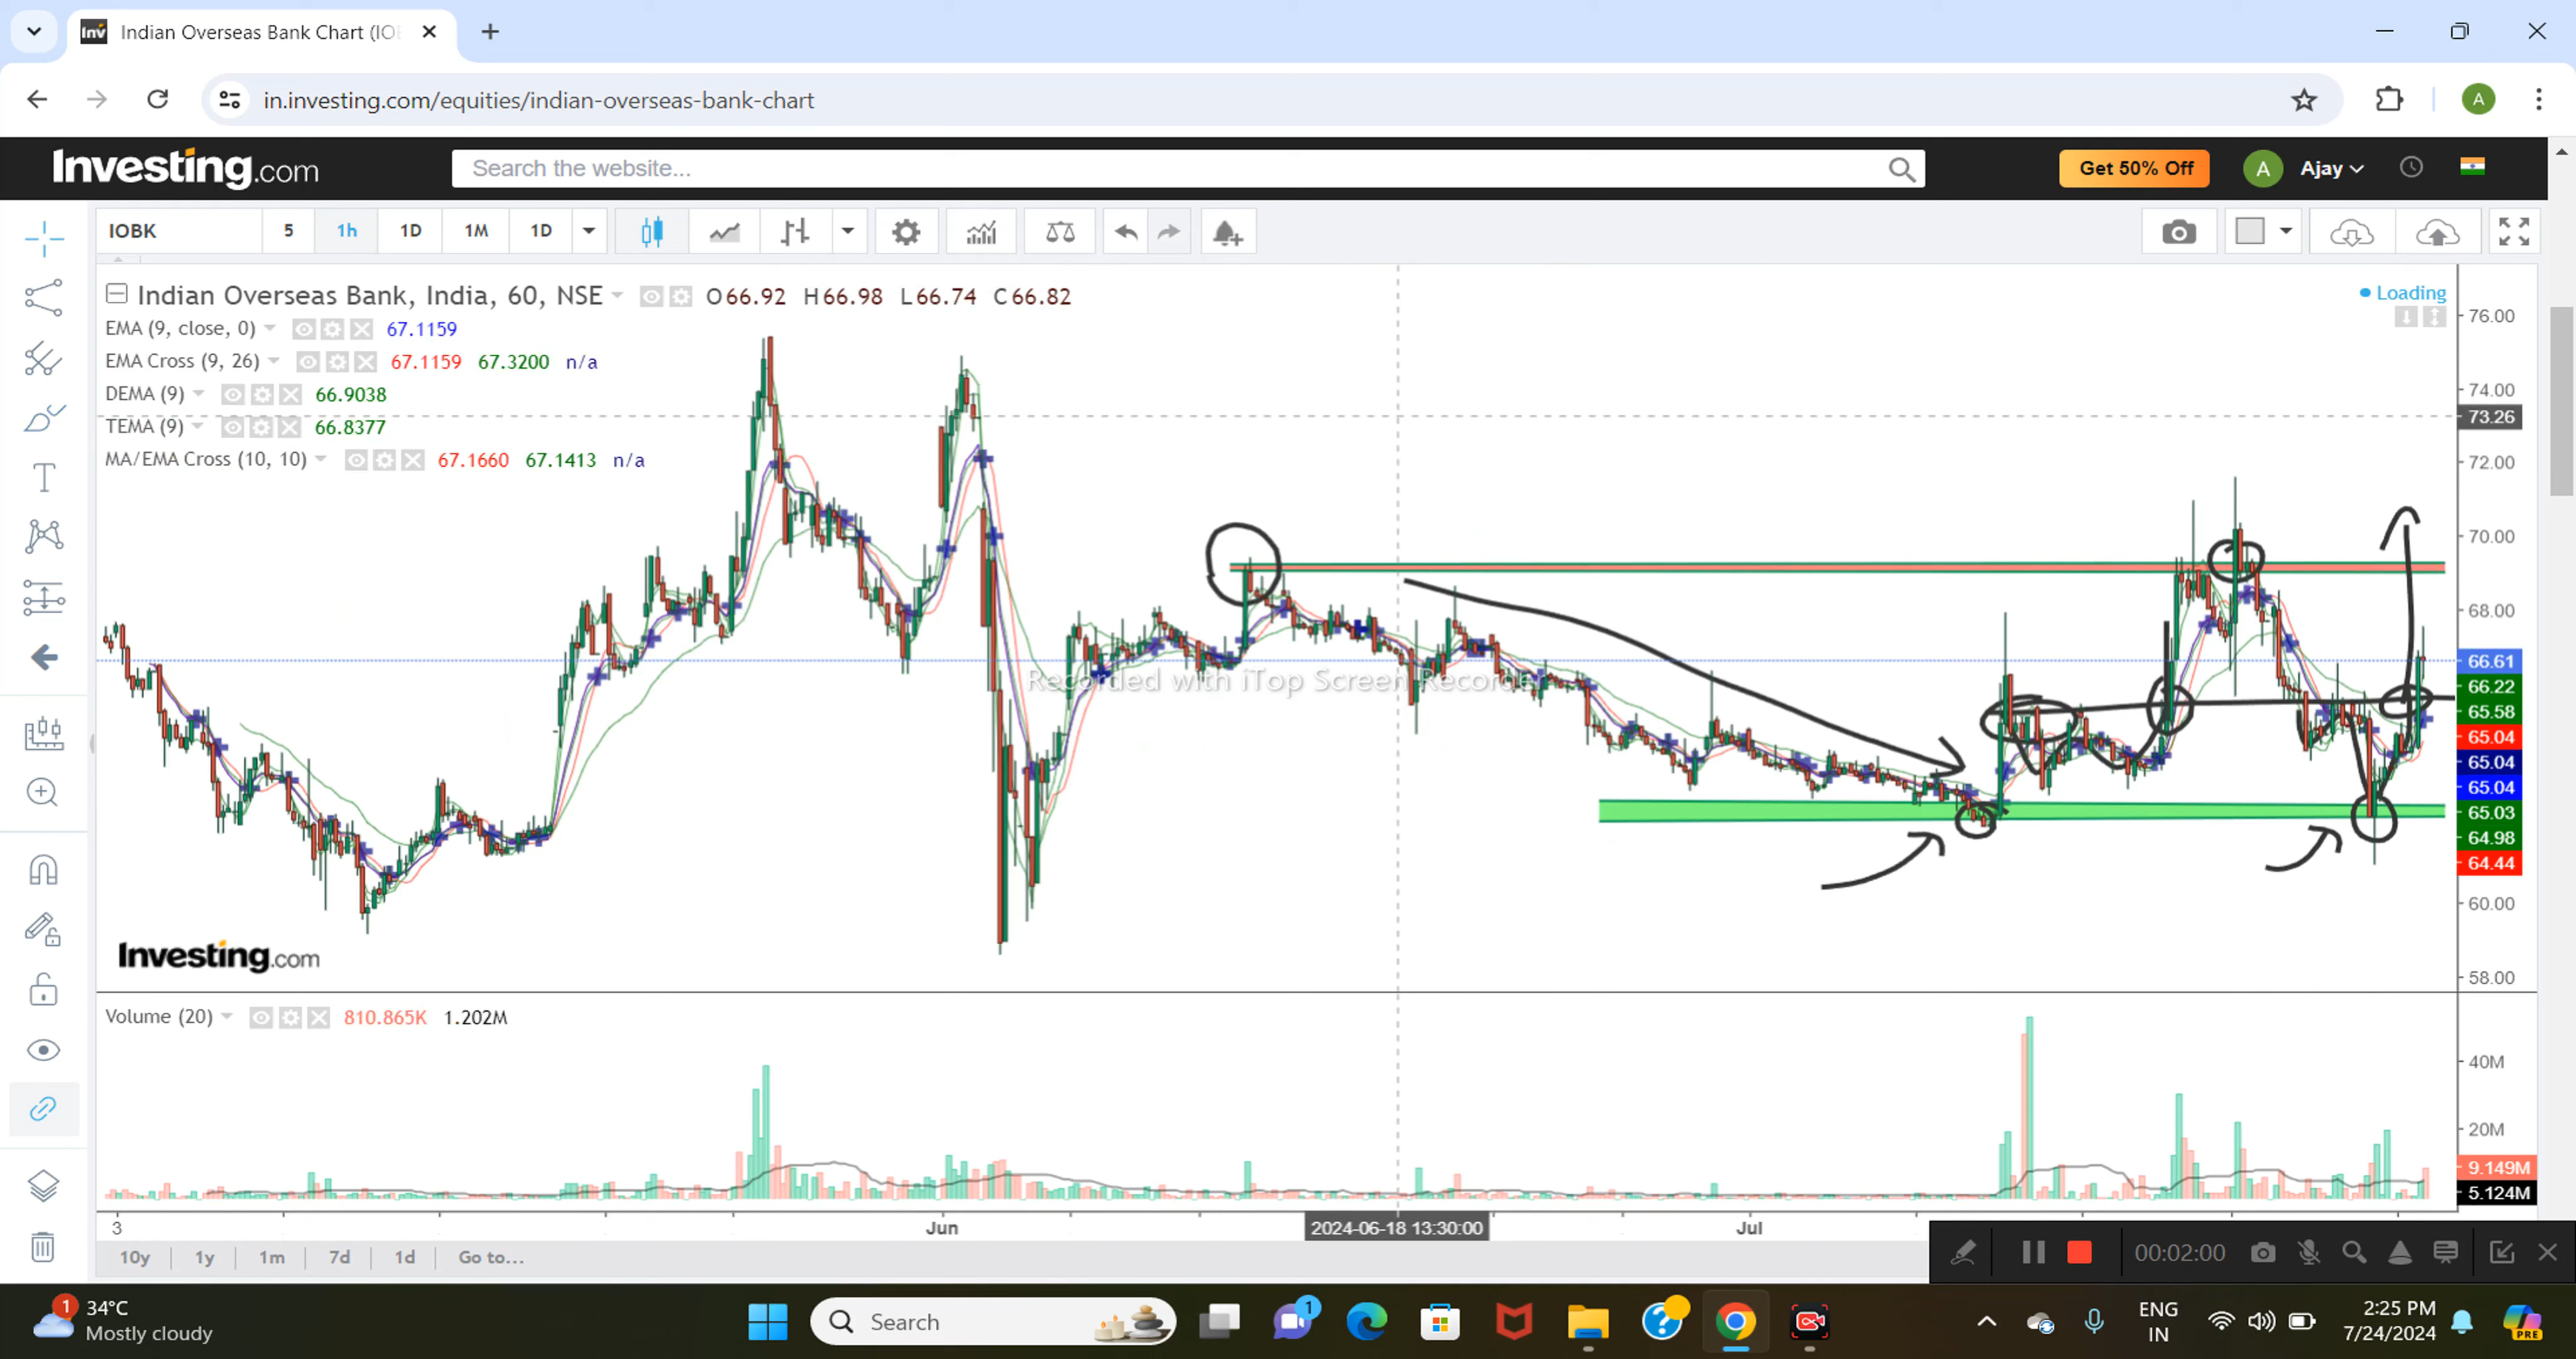 Indian Overseas Bank Chart (IOB
in.investing.com/equities/indian-overseas-bank-chart
A
Investing.com
Search the website...
Get 50% Off
A
Ajay
IOBK
5
1h
1D
1M
1D
Indian Overseas Bank, India, 60, NSE
O66.92 H66.98 L66.74 C66.82
Loading
EMA (9, close, 0) 67.1159
EMA Cross (9, 26) 67.1159 67.3200 n/a
DEMA (9) 66.9038
TEMA (9) 66.8377
MA/EMA Cross (10, 10) 67.1660 67.1413 n/a
76.00
74.00
73.26
72.00
70.00
68.00
66.61
66.22
65.58
65.04
65.04
65.04
65.03
64.98
64.44
60.00
58.00
Recorded with iTop Screen Recorder
Investing.com
Volume (20) 810.865K 1.202M
40M
20M
9.149M
5.124M
3
Jun
2024-06-18 13:30:00
Jul
10y
1y
1m
7d
1d
Go to...
00:02:00
1
34°C
Mostly cloudy
Search
1
ENG
IN
2:25 PM
7/24/2024
PRE